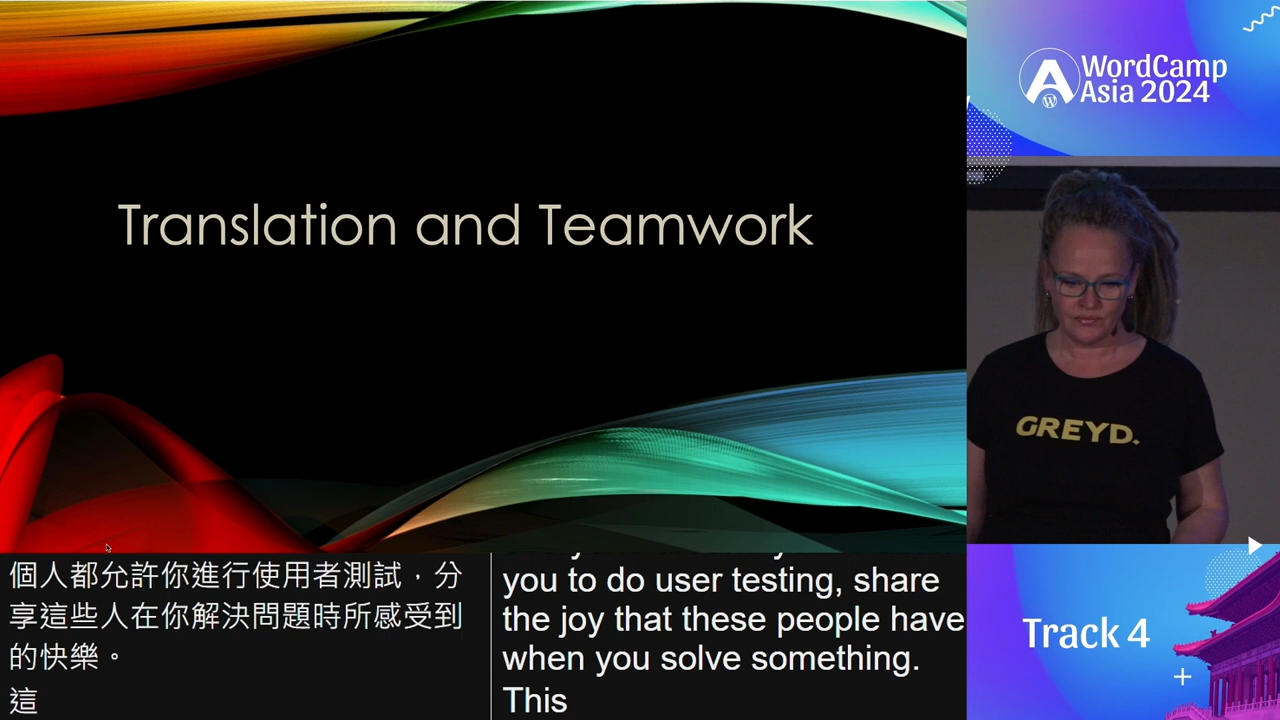 Translation and Teamwork
WordCamp
Asia 2024
GREYD.
個人都允許你進行使用者測試，分
享這些人在你解決問題時所感受到
的快樂。
這
you to do user testing, share
the joy that these people have
when you solve something.
This
Track 4